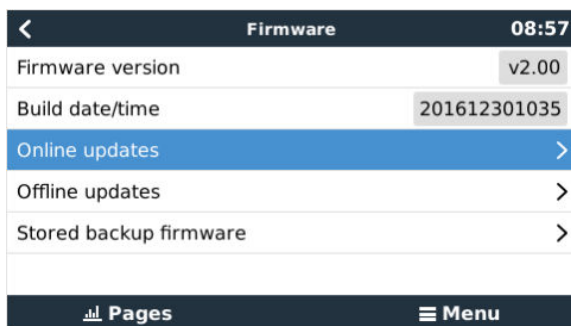 Firmware 08:57
Firmware version v2.00
Build date/time 201612301035
Online updates
Offline updates
Stored backup firmware
Pages Menu